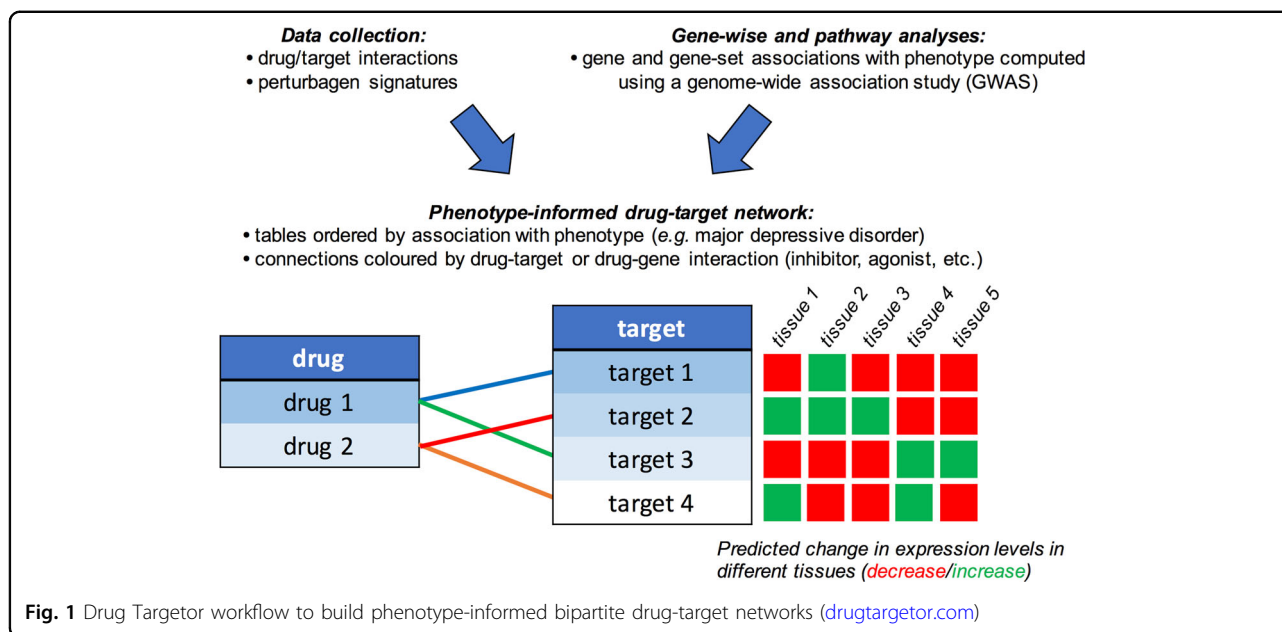 Data collection:
• drug/target interactions
• perturbagen signatures
Gene-wise and pathway analyses:
• gene and gene-set associations with phenotype computed
using a genome-wide association study (GWAS)
Phenotype-informed drug-target network:
• tables ordered by association with phenotype (e.g. major depressive disorder)
• connections coloured by drug-target or drug-gene interaction (inhibitor, agonist, etc.)
drug
drug 1
drug 2
target
target 1
target 2
target 3
target 4
tissue 1
tissue 2
tissue 3
tissue 4
tissue 5
Predicted change in expression levels in
different tissues (decrease/increase)
Fig. 1 Drug Targetor workflow to build phenotype-informed bipartite drug-target networks (drugtargetor.com)